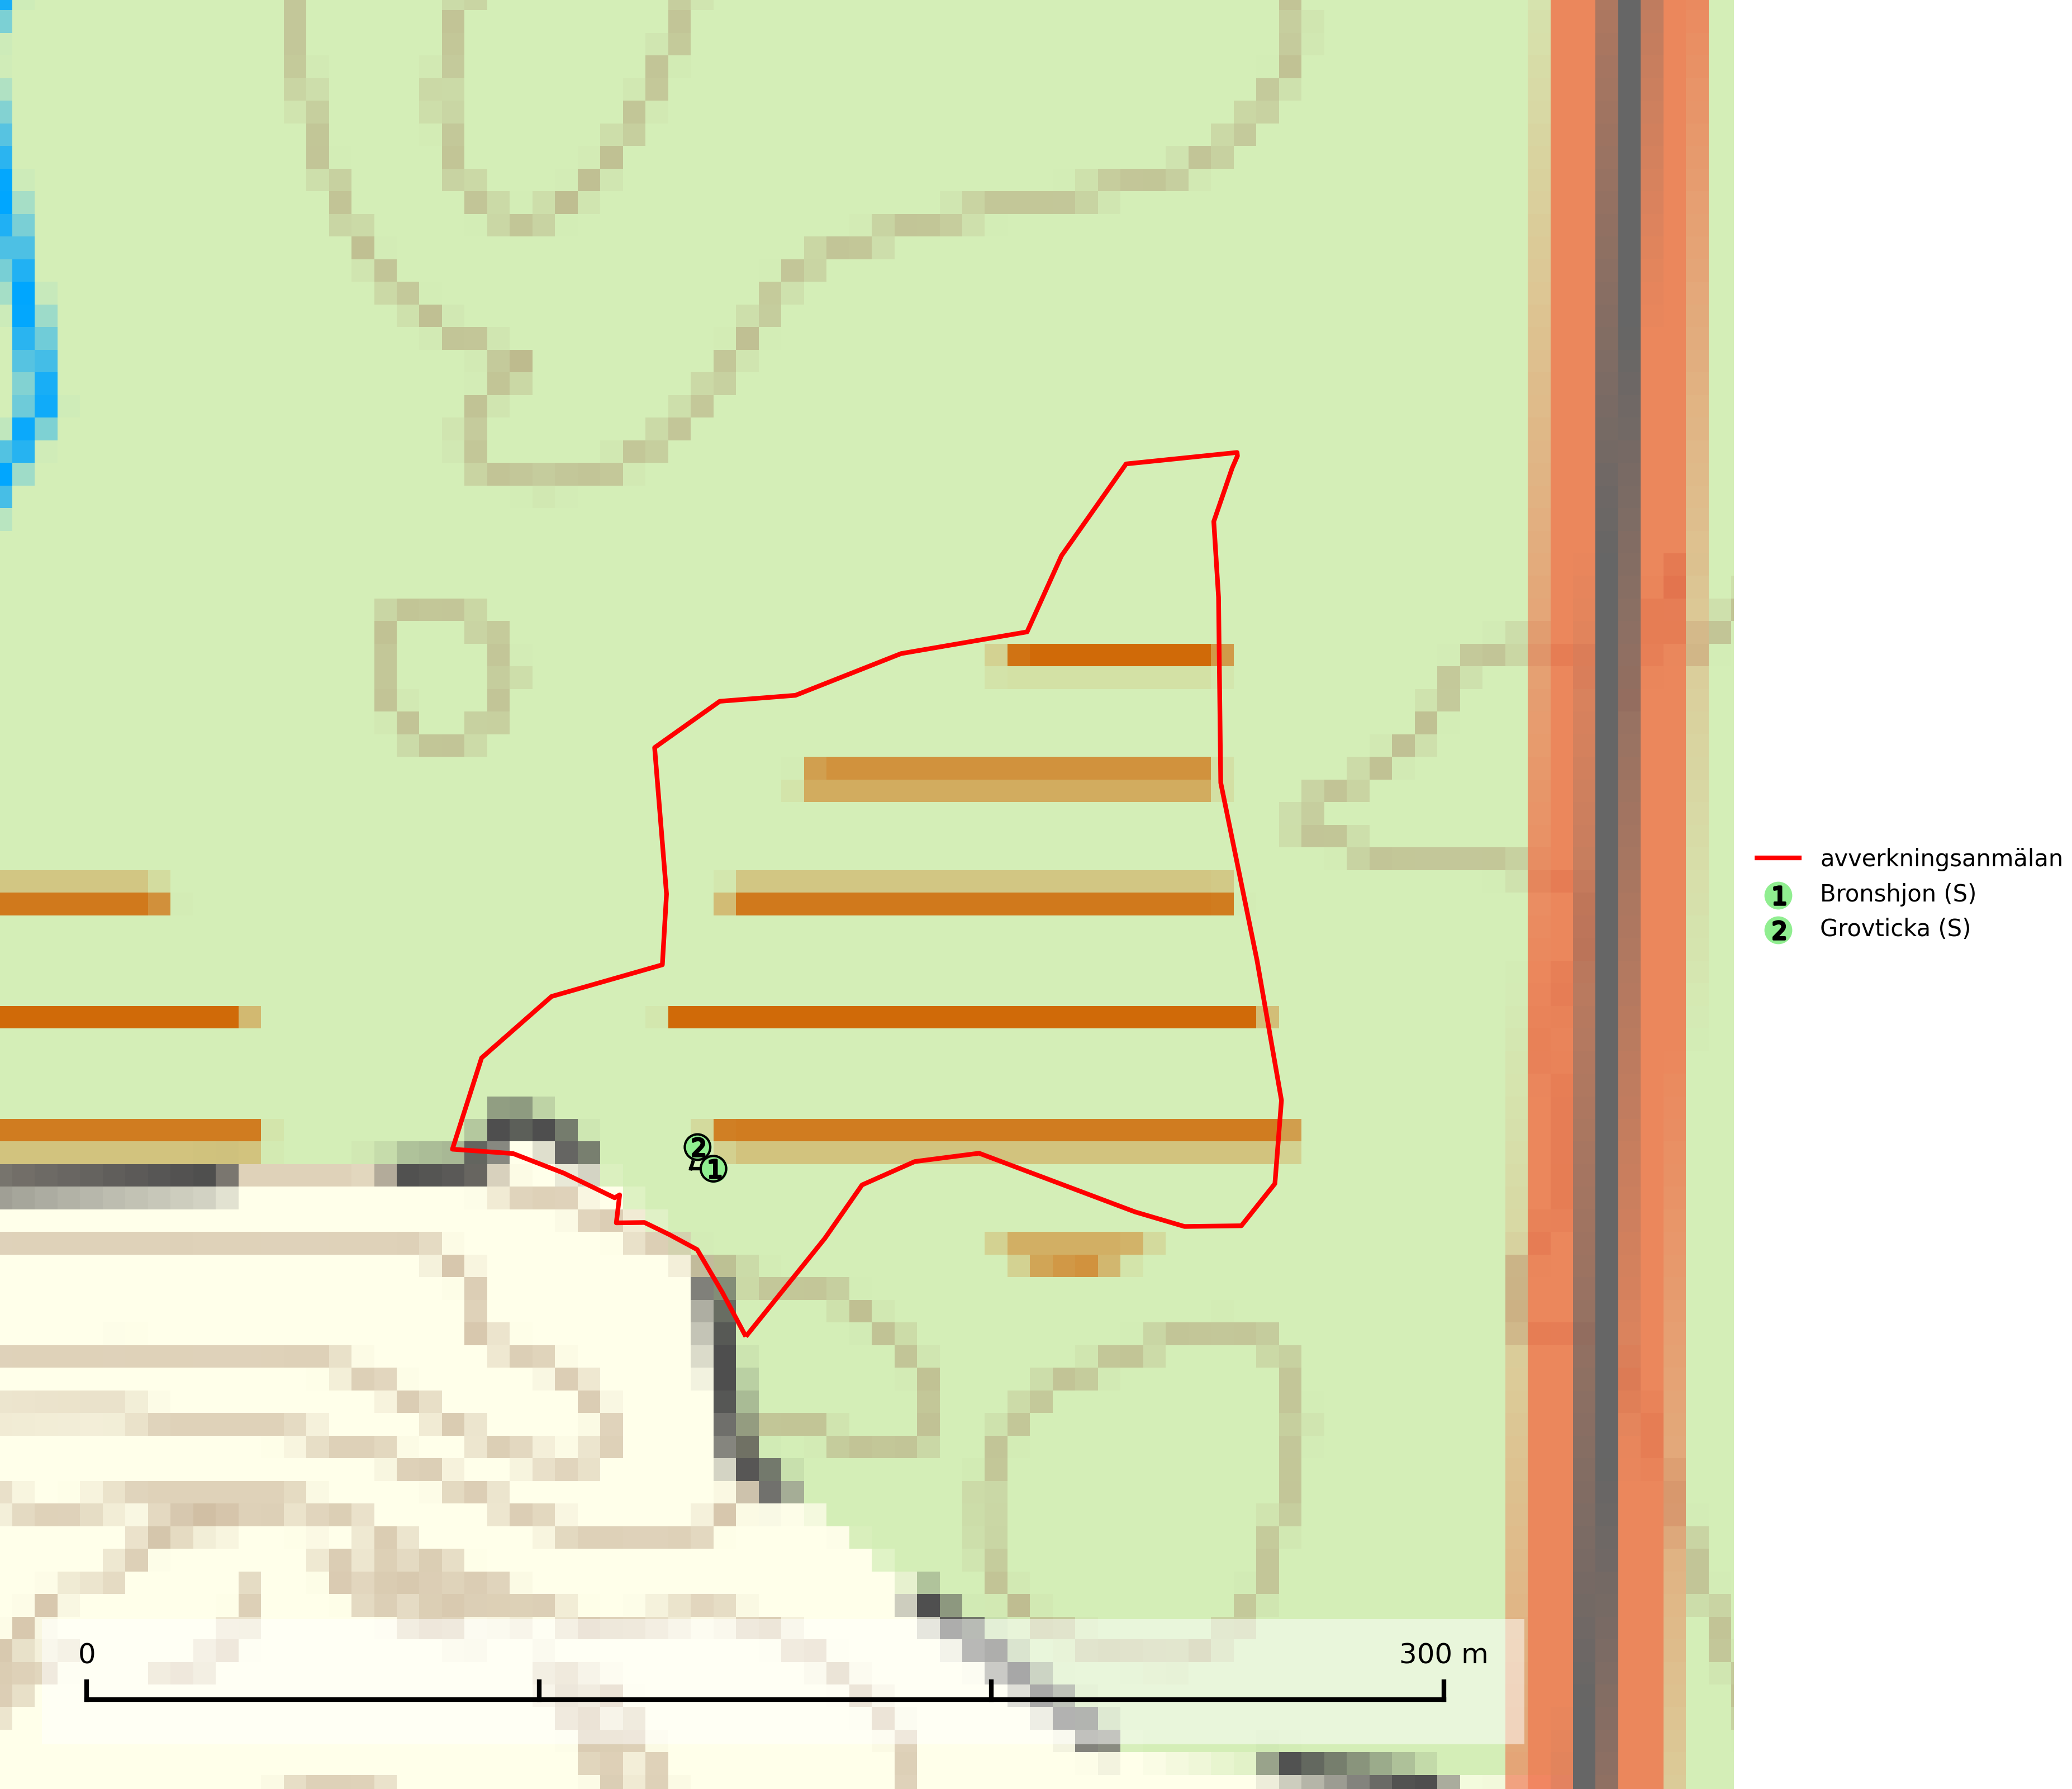 avverkningsanmälan
1 Bronshjon (S)
2 Grovticka (S)
2
1
0 300 m